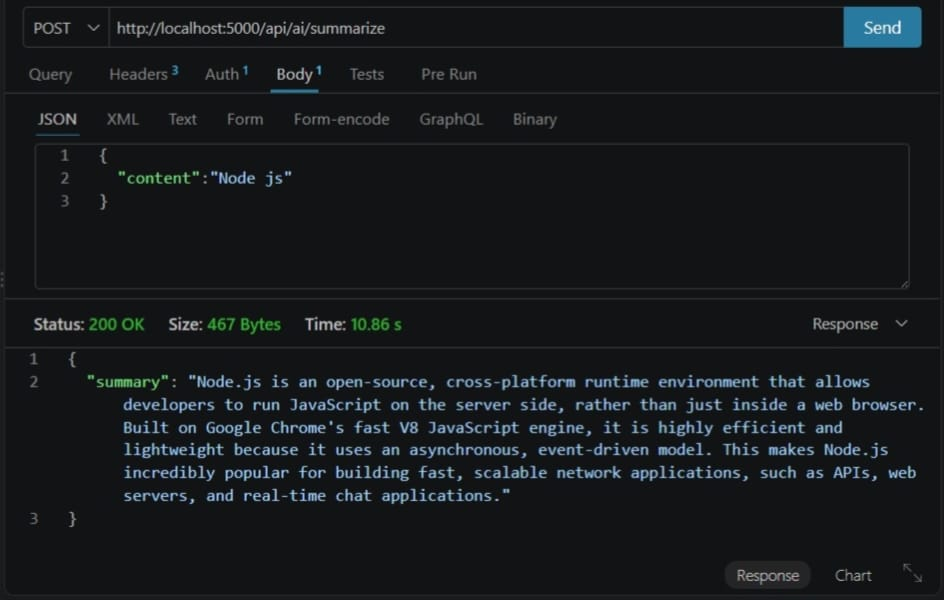 POST http://localhost:5000/api/ai/summarize Send
Query Headers 3 Auth 1 Body 1 Tests Pre Run
JSON XML Text Form Form-encode GraphQL Binary
1 {
2 "content":"Node js"
3 }
Status: 200 OK Size: 467 Bytes Time: 10.86 s Response
1 {
2 "summary": "Node.js is an open-source, cross-platform runtime environment that allows
developers to run JavaScript on the server side, rather than just inside a web browser.
Built on Google Chrome's fast V8 JavaScript engine, it is highly efficient and
lightweight because it uses an asynchronous, event-driven model. This makes Node.js
incredibly popular for building fast, scalable network applications, such as APIs, web
servers, and real-time chat applications."
3 }
Response Chart